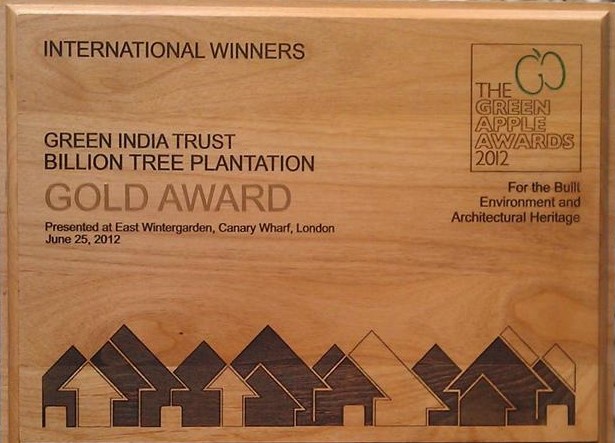 INTERNATIONAL WINNERS
THE
GREEN
APPLE
AWARDS
2012
GREEN INDIA TRUST
BILLION TREE PLANTATION
GOLD AWARD
Presented at East Wintergarden, Canary Wharf, London
June 25, 2012
For the Built
Environment and
Architectural Heritage